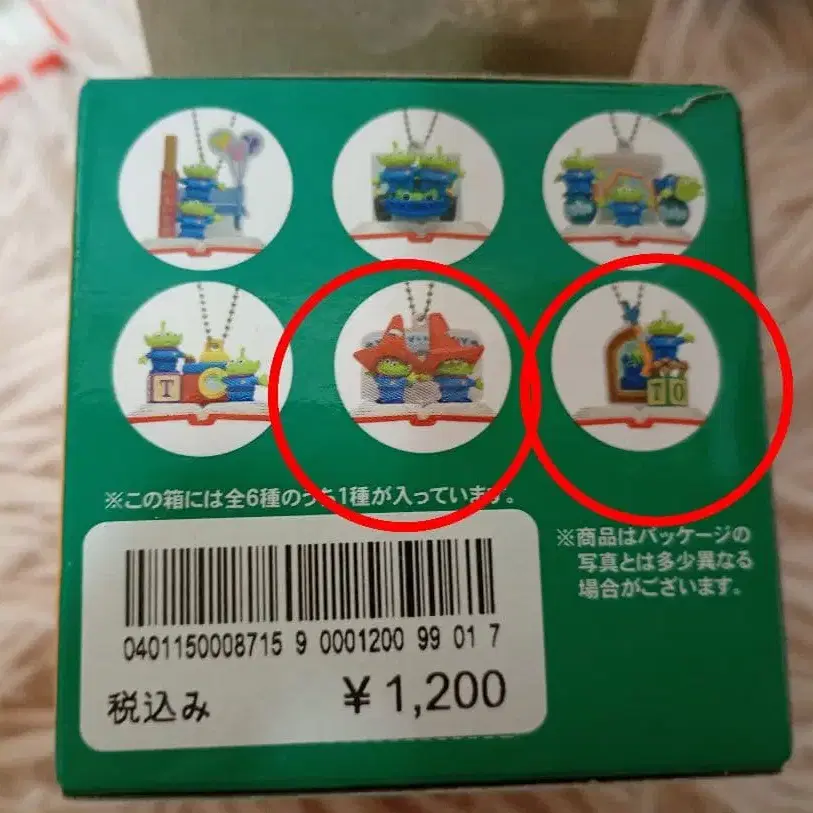 T
TO
※この箱には全6種のうち1種が入っています。
※商品はパッケージの
写真とは多少異なる
場合がございます。
0401150008715 9 0001200 99 01 7
税込み ¥1,200